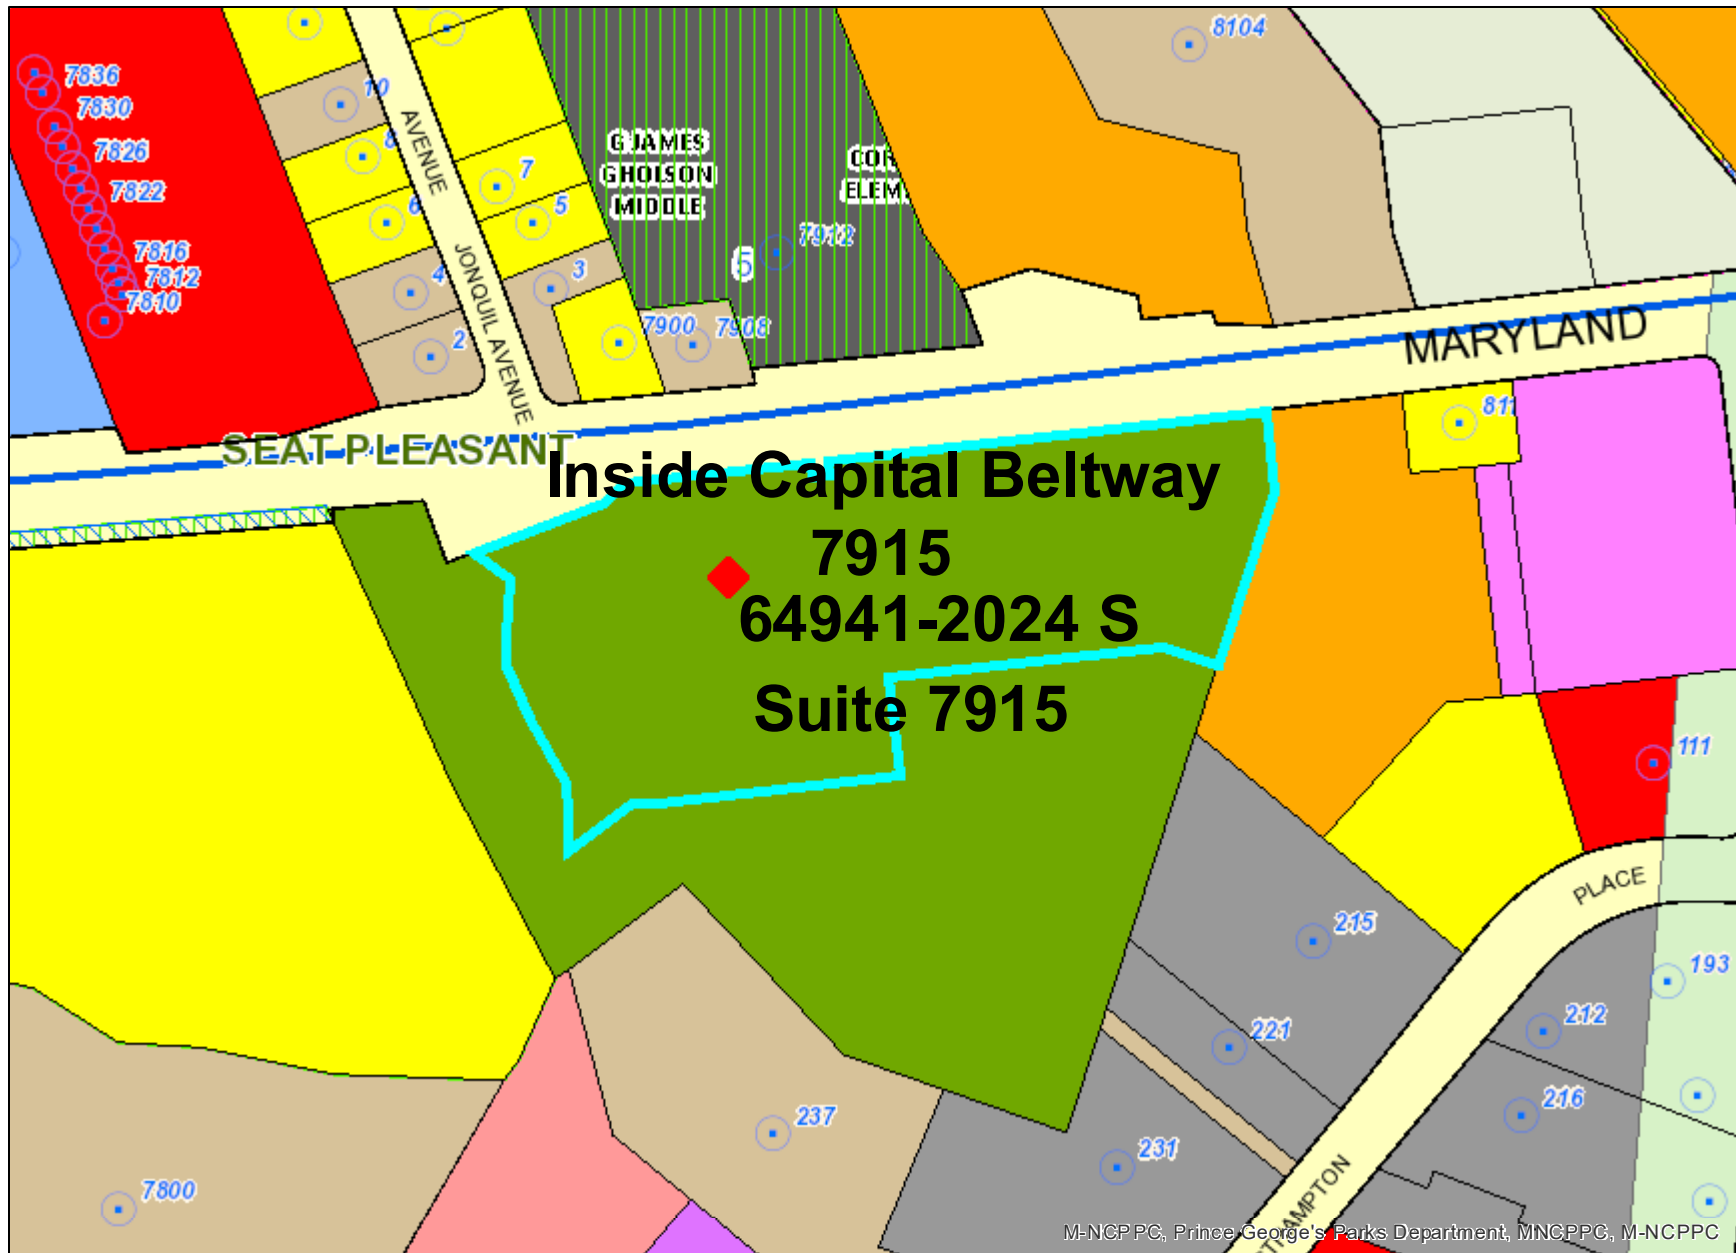 8104
7836
7830
7826
7822
7816
7812
7810
10
8
6
4
2
AVENUE
JONQUIL AVENUE
7
5
3
G JAMES
GHOLSON
MIDDLE
5
7912
7900
7908
MARYLAND
SEAT PLEASANT
Inside Capital Beltway
7915
64941-2024 S
Suite 7915
111
PLACE
215
193
221
212
216
237
231
7800
M-NCPPC, Prince George's Parks Department, MNCPPC, M-NCPPC